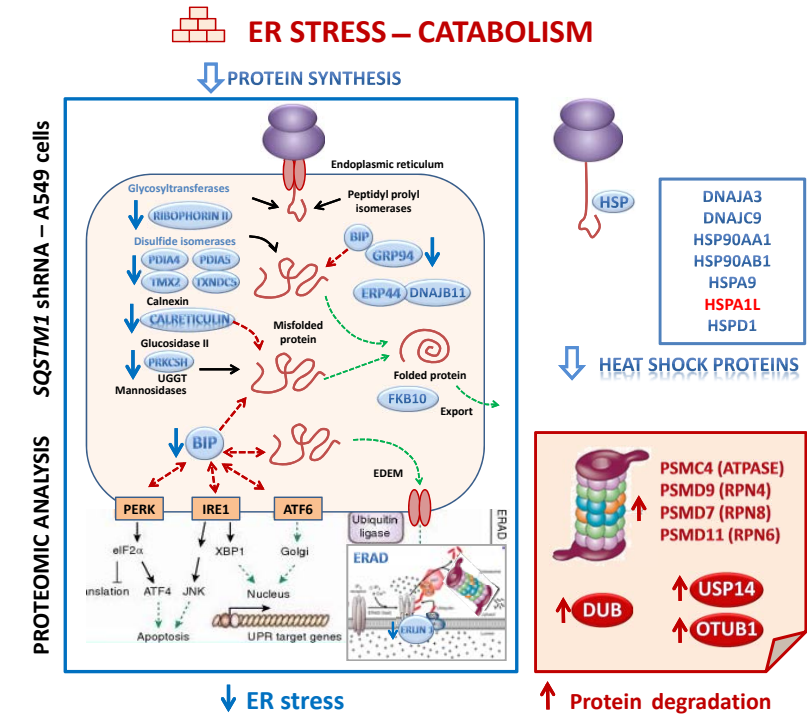 ER STRESS – CATABOLISM
PROTEIN SYNTHESIS
PROTEOMIC ANALYSIS SQSTM1 shRNA – A549 cells
Endoplasmic reticulum
Glycosyltransferases
RIBOPHORIN II
Peptidyl prolyl
isomerases
Disulfide isomerases
PDIA4 PDIA5
TMX2 TXNDC5
BIP
GRP94
ERP44 DNAJB11
Calnexin
CALRETICULIN
Misfolded
protein
Glucosidase II
PRKCSH
UGGT
Mannosidases
Folded protein
FKB10
Export
BIP
EDEM
PERK IRE1 ATF6
eIF2α
XBP1
Golgi
anslation
ATF4
JNK
Nucleus
Apoptosis
UPR target genes
Ubiquitin
ligase
ERAD
ERAD
ER stress
HSP
DNAJA3
DNAJC9
HSP90AA1
HSP90AB1
HSPA9
HSPA1L
HSPD1
HEAT SHOCK PROTEINS
PSMC4 (ATPASE)
PSMD9 (RPN4)
PSMD7 (RPN8)
PSMD11 (RPN6)
DUB
USP14
OTUB1
Protein degradation